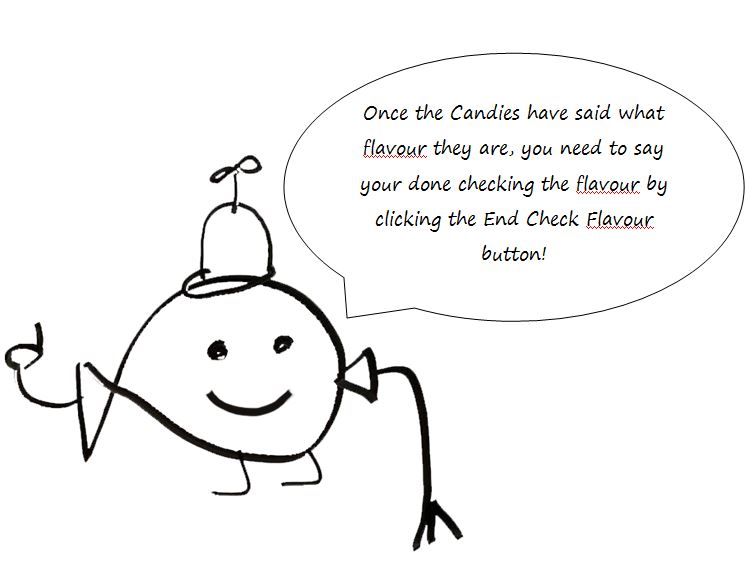 Once the Candies have said what
flavour they are, you need to say
your done checking the flavour by
clicking the End Check Flavour
button!